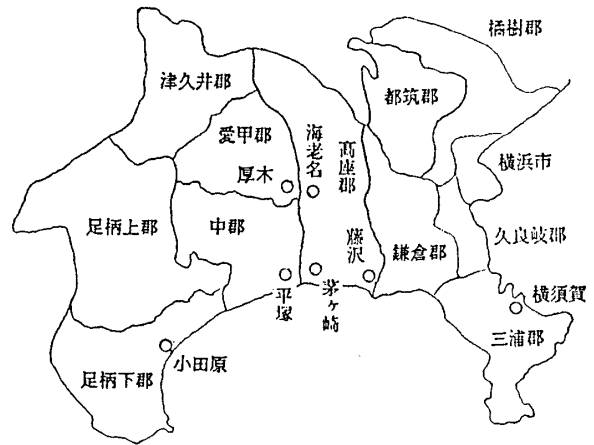 橘樹郡
津久井郡
都筑郡
愛甲郡
海老名
高座郡
横浜市
厚木
足柄上郡
中郡
藤沢
鎌倉郡
久良岐郡
平塚
茅ヶ崎
横須賀
三浦郡
小田原
足柄下郡